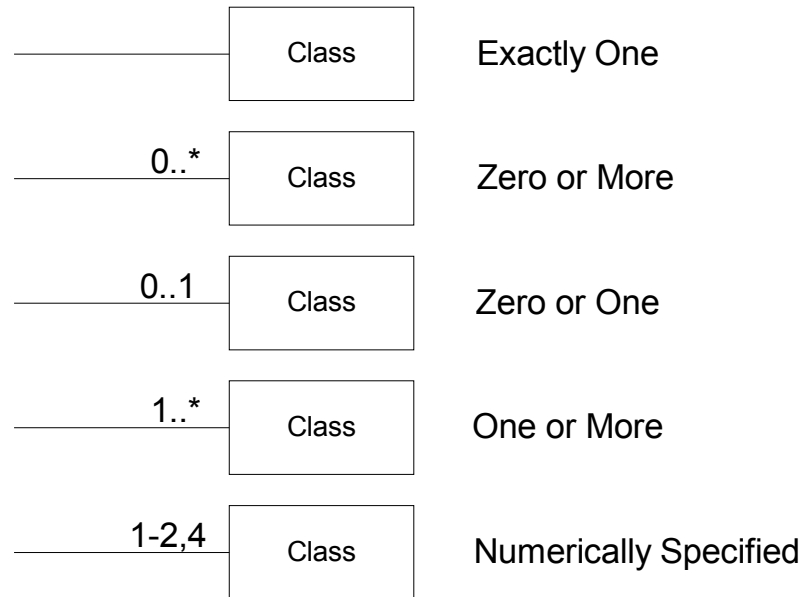 Class Exactly One
0..* Class Zero or More
0..1 Class Zero or One
1..* Class One or More
1-2,4 Class Numerically Specified